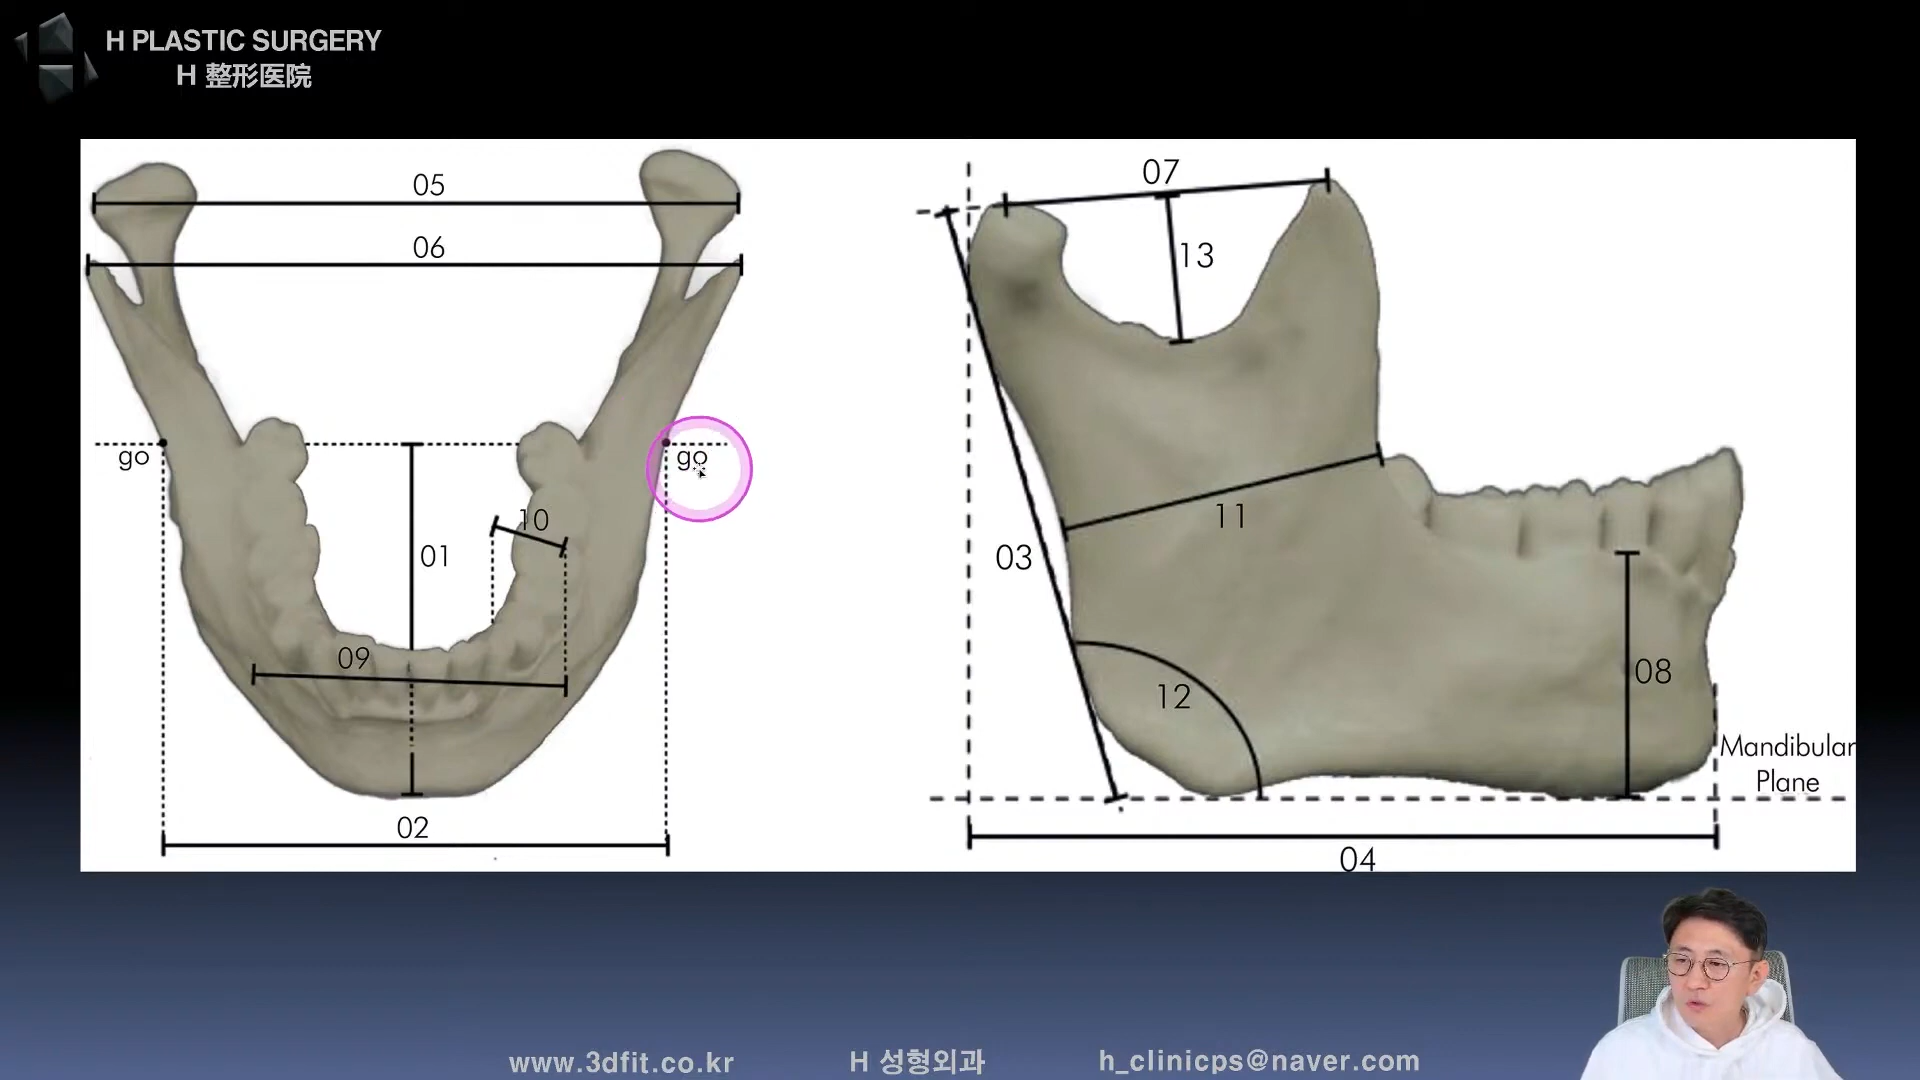 H PLASTIC SURGERY
H 整形医院
05
06
go
go
10
01
09
02
07
13
03
11
12
08
Mandibular
Plane
04
www.3dfit.co.kr
H 성형외과
h_clinicps@naver.com